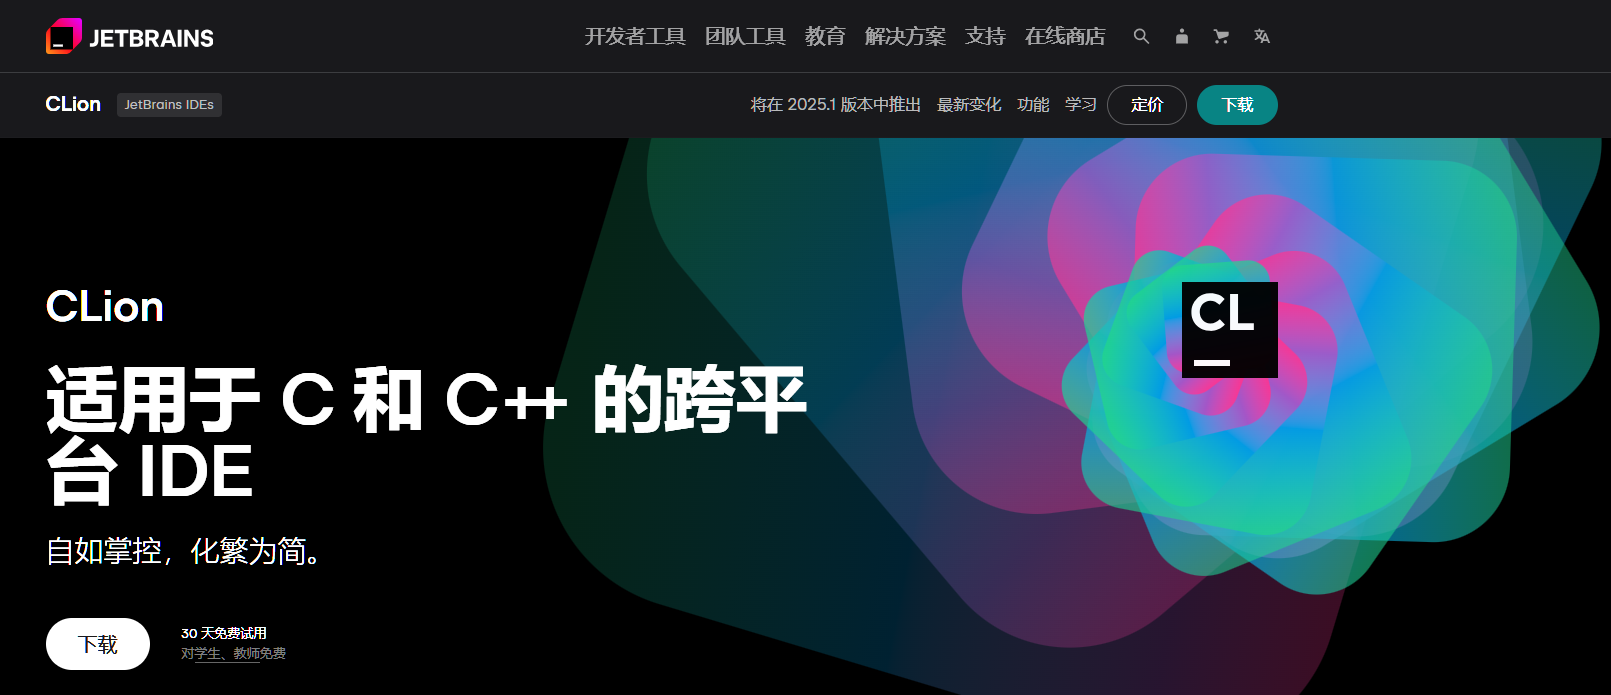 JETBRAINS
开发者工具 团队工具 教育 解决方案 支持 在线商店
CLion JetBrains IDEs
将在 2025.1 版本中推出 最新变化 功能 学习 定价 下载
CL
CLion
适用于 C 和 C++ 的跨平
台 IDE
自如掌控，化繁为简。
下载
30 天免费试用
对学生、教师免费